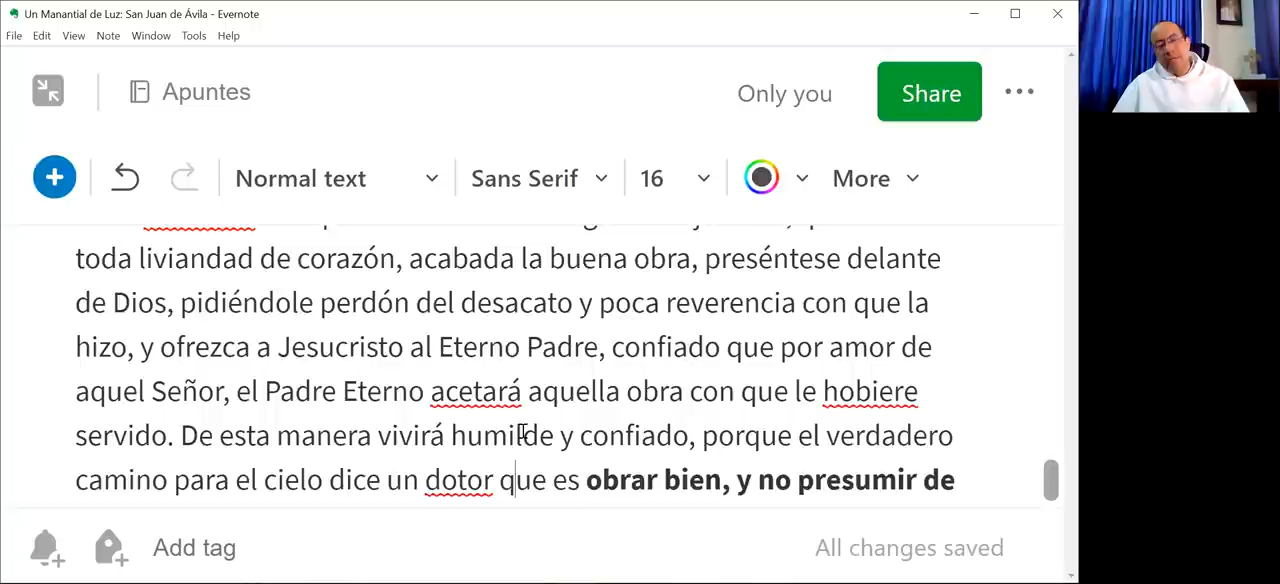 Un Manantial de Luz: San Juan de Ávila - Evernote
File Edit View Note Window Tools Help
Apuntes
Only you
Share
Normal text
Sans Serif
16
More
toda liviandad de corazón, acabada la buena obra, preséntese delante
de Dios, pidiéndole perdón del desacato y poca reverencia con que la
hizo, y ofrezca a Jesucristo al Eterno Padre, confiado que por amor de
aquel Señor, el Padre Eterno acetará aquella obra con que le hobiere
servido. De esta manera vivirá humilde y confiado, porque el verdadero
camino para el cielo dice un dotor que es obrar bien, y no presumir de
Add tag
All changes saved